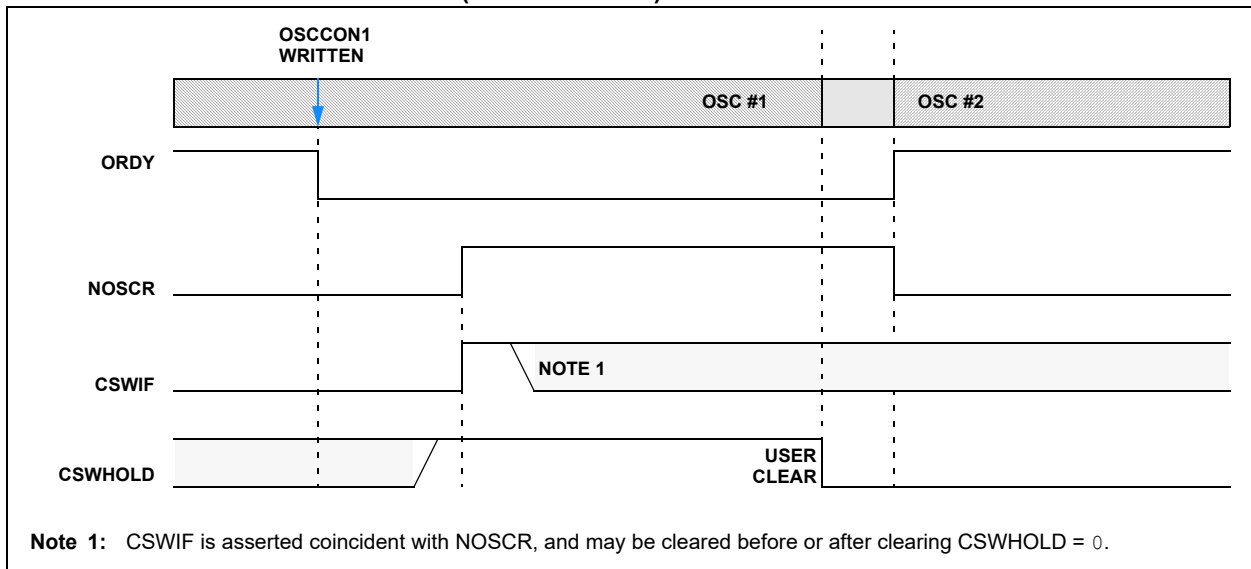 OSCCON1
WRITTEN
OSC #1
OSC #2
ORDY
NOSCR
NOTE 1
CSWIF
USER
CLEAR
CSWHOLD
Note 1: CSWIF is asserted coincident with NOSCR, and may be cleared before or after clearing CSWHOLD = 0.